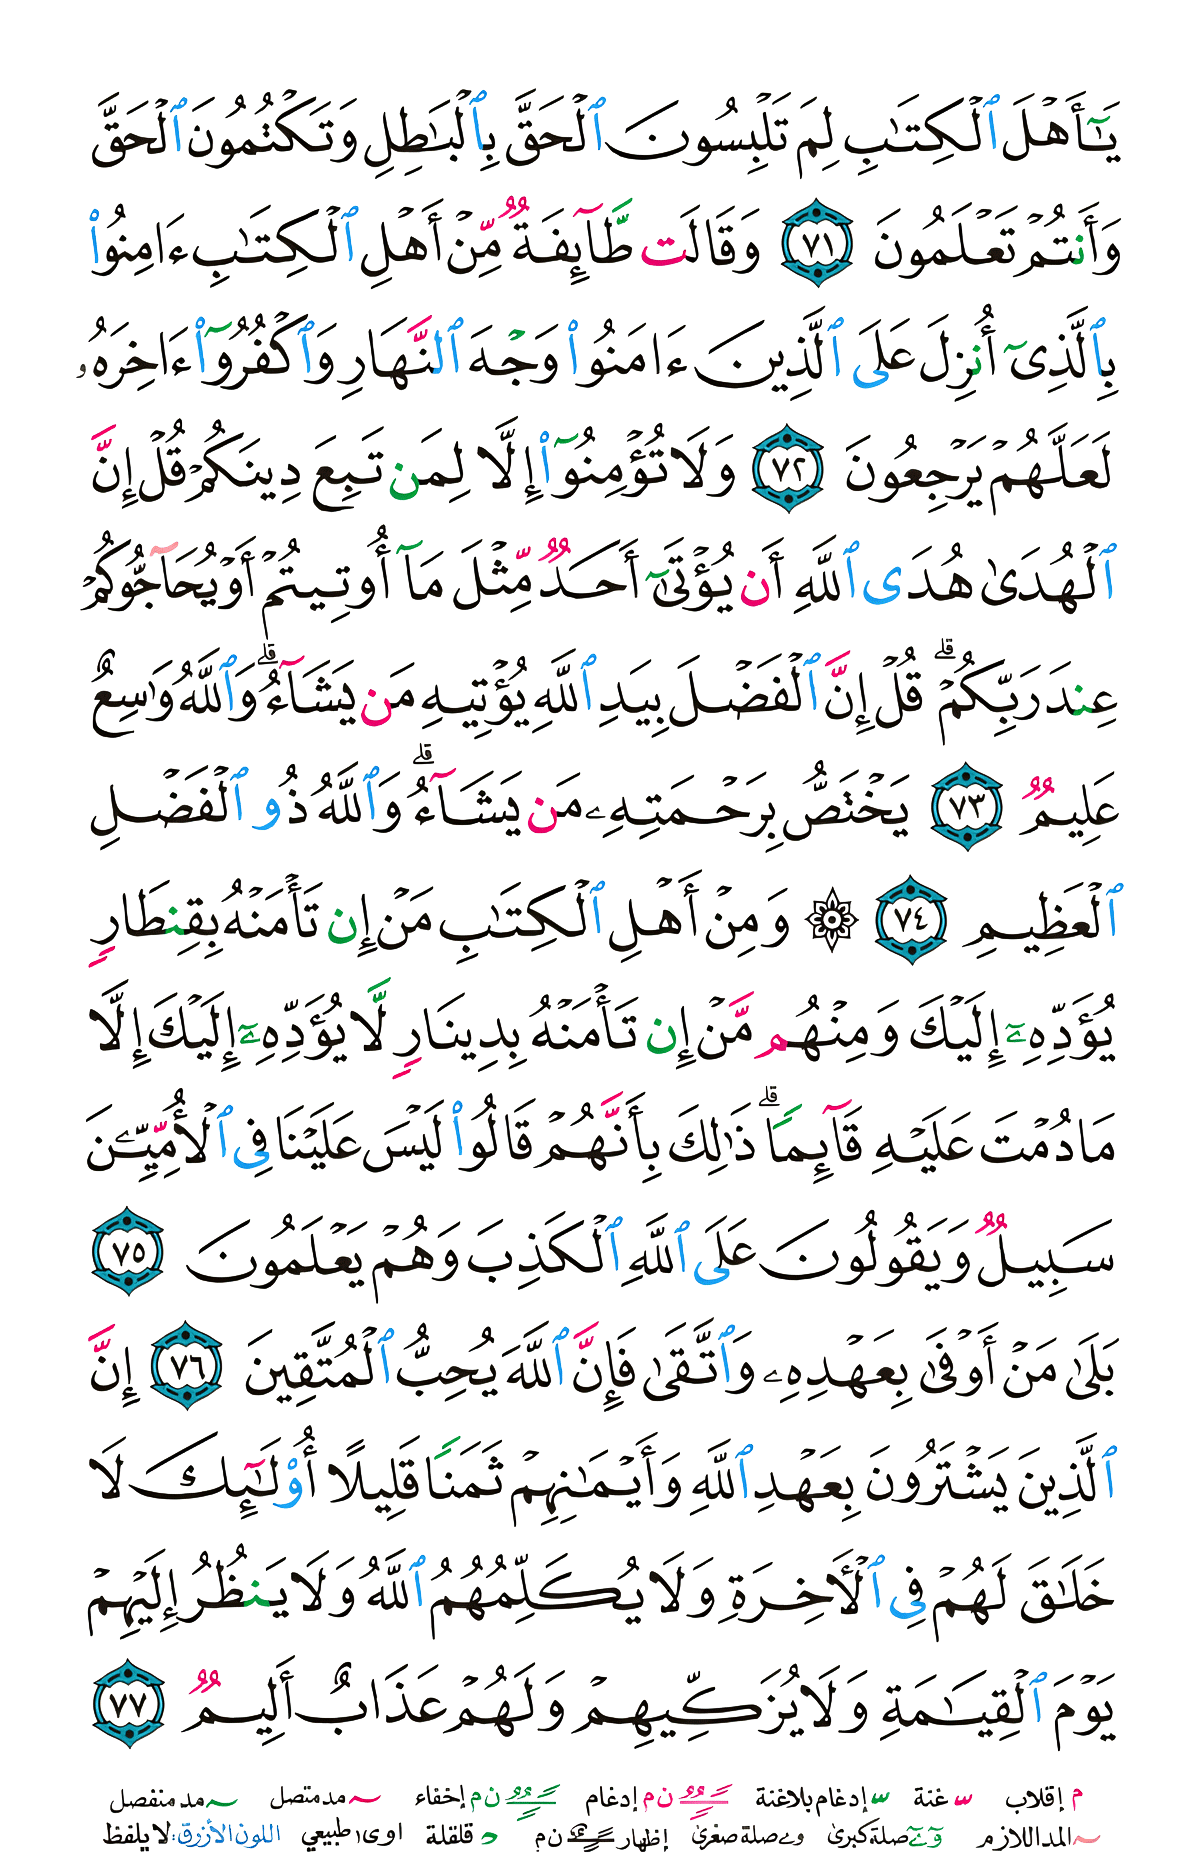 يَٰٓأَهۡلَ ٱلۡكِتَٰبِ لِمَ تَلۡبِسُونَ ٱلۡحَقَّ بِٱلۡبَٰطِلِ وَتَكۡتُمُونَ ٱلۡحَقَّ
وَأَنتُمۡ تَعۡلَمُونَ ٧١ وَقَالَت طَّآئِفَةٞ مِّنۡ أَهۡلِ ٱلۡكِتَٰبِ ءَامِنُواْ
بِٱلَّذِيٓ أُنزِلَ عَلَى ٱلَّذِينَ ءَامَنُواْ وَجۡهَ ٱلنَّهَارِ وَٱكۡفُرُوٓاْ ءَاخِرَهُۥ
لَعَلَّهُمۡ يَرۡجِعُونَ ٧٢ وَلَا تُؤۡمِنُوٓاْ إِلَّا لِمَن تَبِعَ دِينَكُمۡ قُلۡ إِنَّ
ٱلۡهُدَىٰ هُدَى ٱللَّهِ أَن يُؤۡتَىٰٓ أَحَدٞ مِّثۡلَ مَآ أُوتِيتُمۡ أَوۡ يُحَآجُّوكُمۡ
عِندَ رَبِّكُمۡۗ قُلۡ إِنَّ ٱلۡفَضۡلَ بِيَدِ ٱللَّهِ يُؤۡتِيهِ مَن يَشَآءُۗ وَٱللَّهُ وَٰسِعٌ
عَلِيمٞ ٧٣ يَخۡتَصُّ بِرَحۡمَتِهِۦ مَن يَشَآءُۗ وَٱللَّهُ ذُو ٱلۡفَضۡلِ
ٱلۡعَظِيمِ ٧٤ ۞ وَمِنۡ أَهۡلِ ٱلۡكِتَٰبِ مَنۡ إِن تَأۡمَنۡهُ بِقِنطَارٖ
يُؤَدِّهِۦٓ إِلَيۡكَ وَمِنۡهُم مَّنۡ إِن تَأۡمَنۡهُ بِدِينَارٖ لَّا يُؤَدِّهِۦٓ إِلَيۡكَ إِلَّا
مَا دُمۡتَ عَلَيۡهِ قَآئِمٗاۗ ذَٰلِكَ بِأَنَّهُمۡ قَالُواْ لَيۡسَ عَلَيۡنَا فِي ٱلۡأُمِّيِّـۧنَ
سَبِيلٞ وَيَقُولُونَ عَلَى ٱللَّهِ ٱلۡكَذِبَ وَهُمۡ يَعۡلَمُونَ ٧٥
بَلَىٰ مَنۡ أَوۡفَىٰ بِعَهۡدِهِۦ وَٱتَّقَىٰ فَإِنَّ ٱللَّهَ يُحِبُّ ٱلۡمُتَّقِينَ ٧٦ إِنَّ
ٱلَّذِينَ يَشۡتَرُونَ بِعَهۡدِ ٱللَّهِ وَأَيۡمَٰنِهِمۡ ثَمَنٗا قَلِيلًا أُوْلَٰٓئِكَ لَا
خَلَٰقَ لَهُمۡ فِي ٱلۡأٓخِرَةِ وَلَا يُكَلِّمُهُمُ ٱللَّهُ وَلَا يَنظُرُ إِلَيۡهِمۡ
يَوۡمَ ٱلۡقِيَٰمَةِ وَلَا يُزَكِّيهِمۡ وَلَهُمۡ عَذَابٌ أَلِيمٞ ٧٧
م إقلاب غنة إدغام بلاغنة ن م إدغام ن م إخفاء مد متصل مد منفصل
المد اللازم صلة كبرى و ے صلة صغرى إظهار ن م قلقلة ا و ى طبيعي اللون الأزرق: لا يلفظ